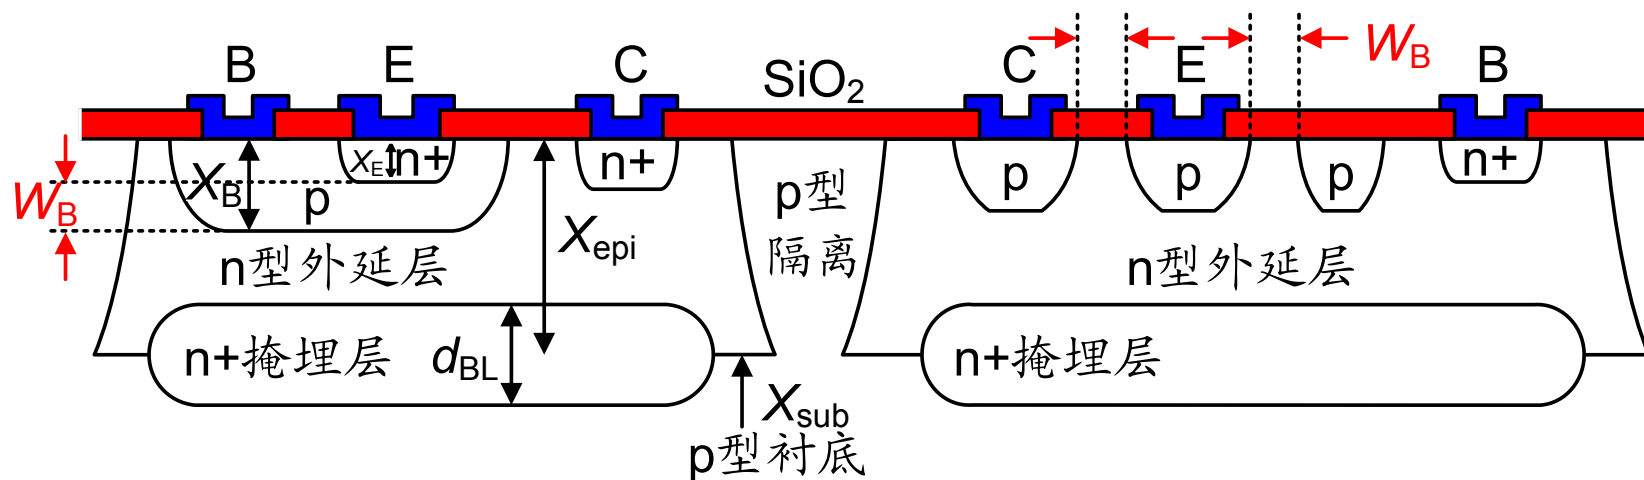 B E C SiO2 C E B WB
XB XE n+ n+ p型 p p p n+
WB p Xepi 隔离
n型外延层 n型外延层
n+掩埋层 dBL n+掩埋层
Xsub
p型衬底